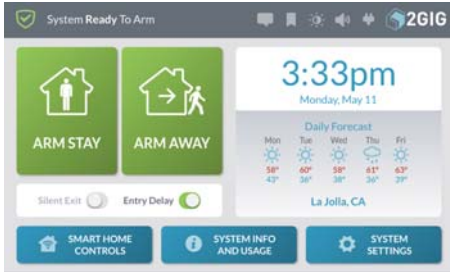 System Ready To Arm
2GIG
ARM STAY
ARM AWAY
Silent Exit
Entry Delay
3:33pm
Monday, May 11
Daily Forecast
Mon Tue Wed Thu Fri
58° 60° 58° 61° 63°
43° 36° 38° 36° 39°
La Jolla, CA
SMART HOME
CONTROLS
SYSTEM INFO
AND USAGE
SYSTEM
SETTINGS